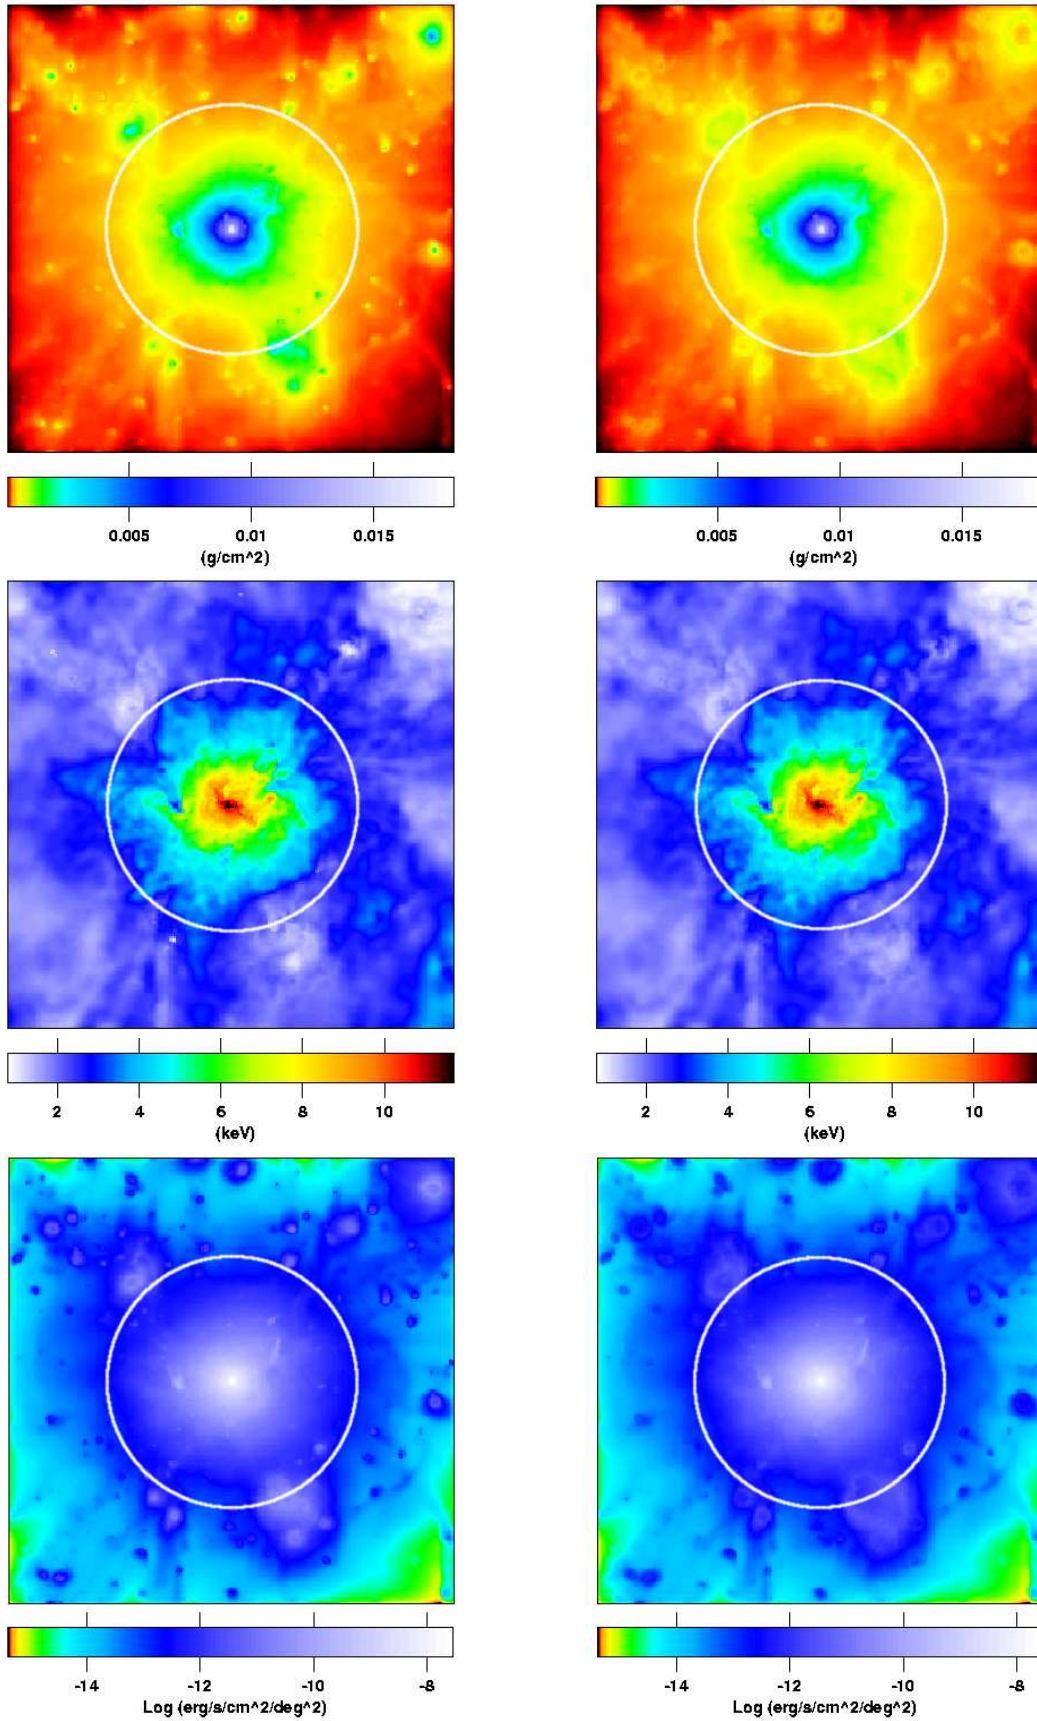 0.005 0.01 0.015 0.005 0.01 0.015
(g/cm^2) (g/cm^2)
2 4 6 8 10 2 4 6 8 10
(keV) (keV)
-14 -12 -10 -8 -14 -12 -10 -8
Log (erg/s/cm^2/deg^2) Log (erg/s/cm^2/deg^2)